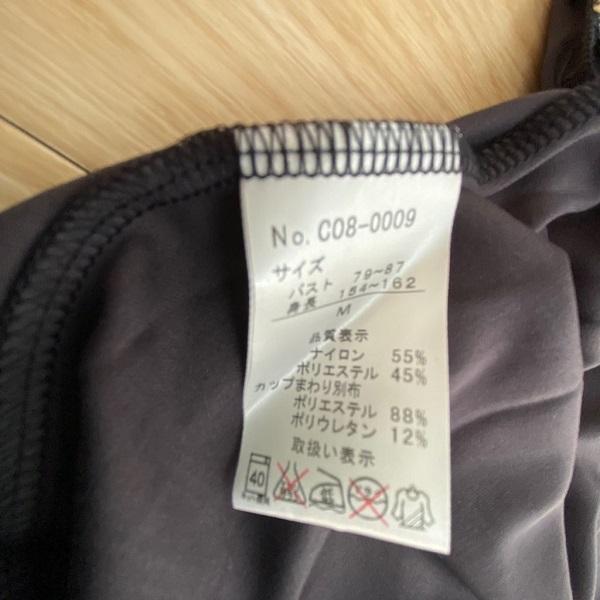 No. C08-0009
サイズ
バスト 79~87
身長 154~162
M
品質表示
ナイロン 55%
ポリエステル 45%
カップまわり別布
ポリエステル 88%
ポリウレタン 12%
取扱い表示
40 低